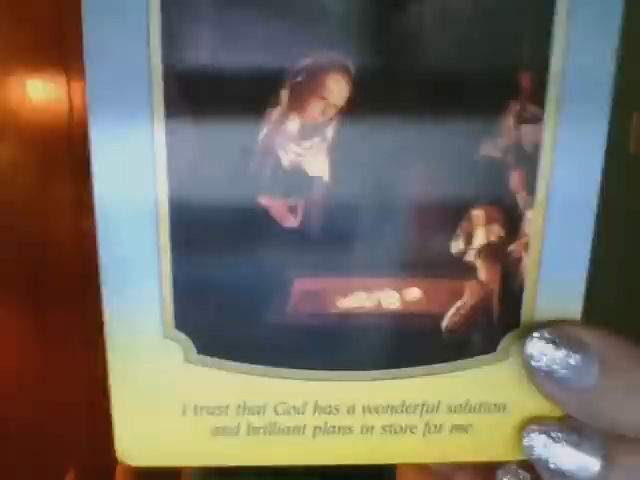 I trust that God has a wonderful solution
and brilliant plans in store for me